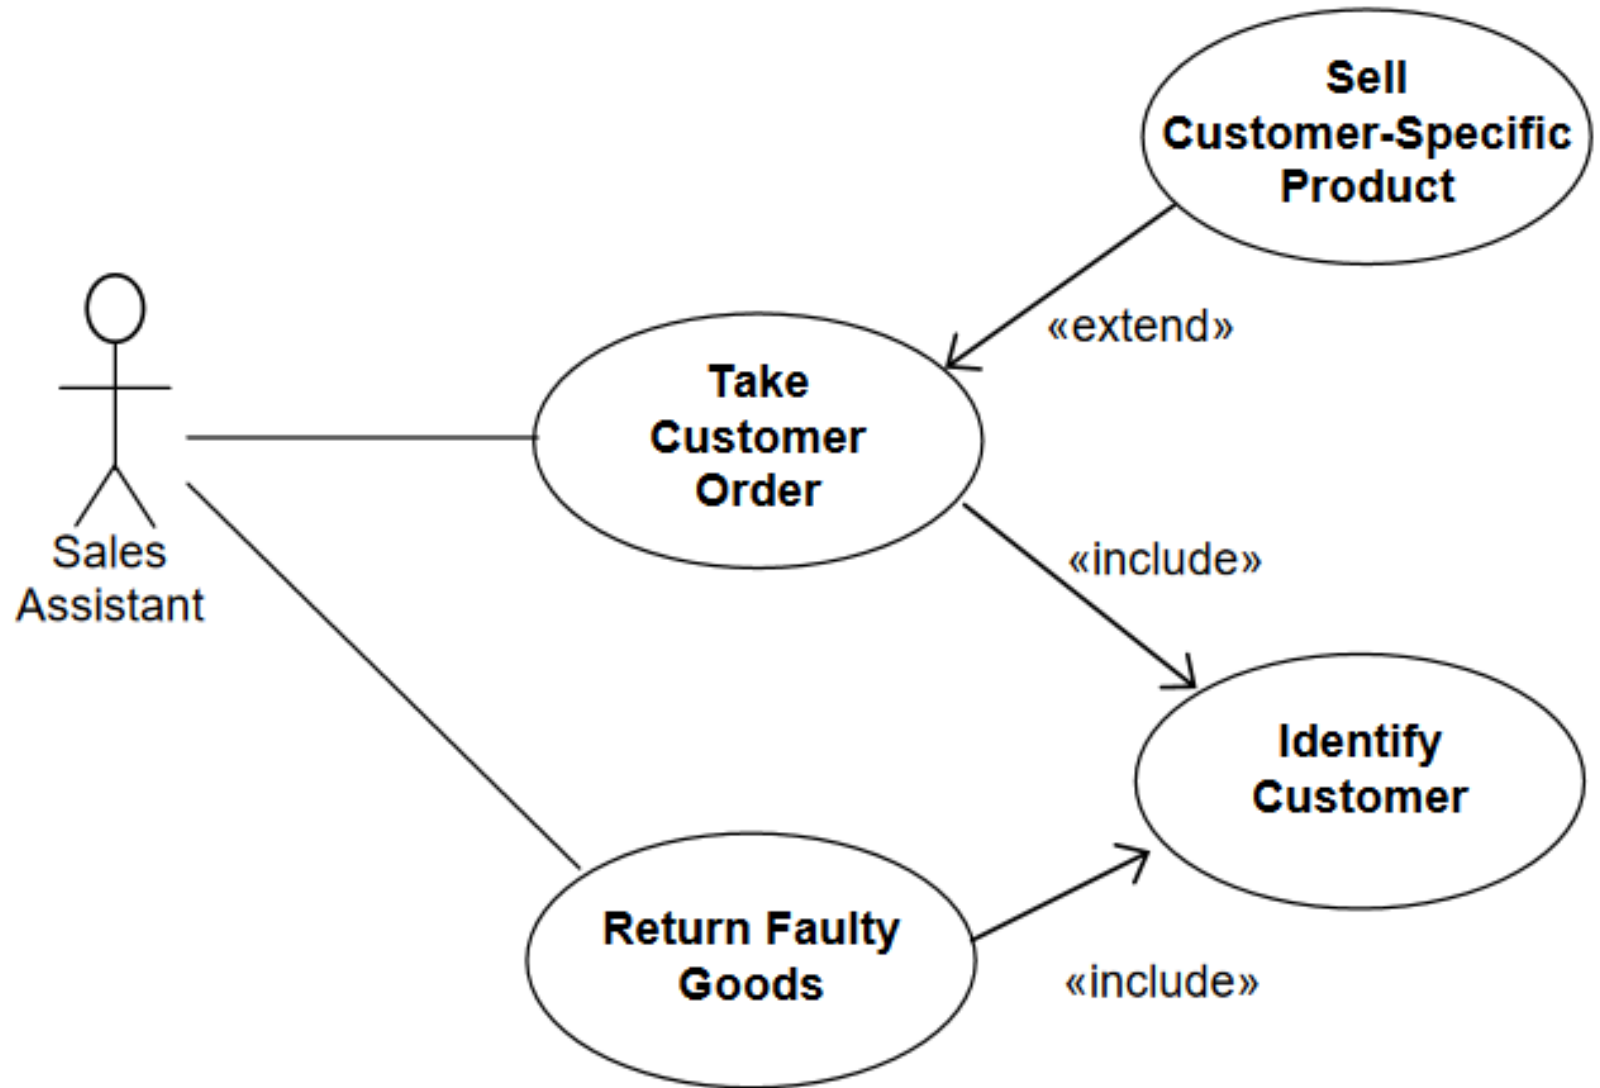 Sell
Customer-Specific
Product
«extend»
Take
Customer
Order
«include»
Sales
Assistant
Identify
Customer
Return Faulty
Goods
«include»